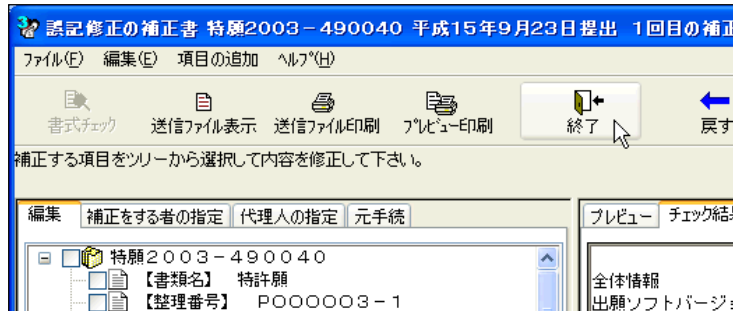 誤記修正の補正書 特願2003－490040 平成15年9月23日提出 1回目の補正
ファイル(F) 編集(E) 項目の追加 ヘルプ(H)
書式チェック 送信ファイル表示 送信ファイル印刷 プレビュー印刷 終了 戻す
補正する項目をツリーから選択して内容を修正して下さい。
編集 補正をする者の指定 代理人の指定 元手続 プレビュー チェック結果
特願２００３－４９００４０
【書類名】 特許願 全体情報
【整理番号】 Ｐ０００００３－１ 出願ソフトバージョ